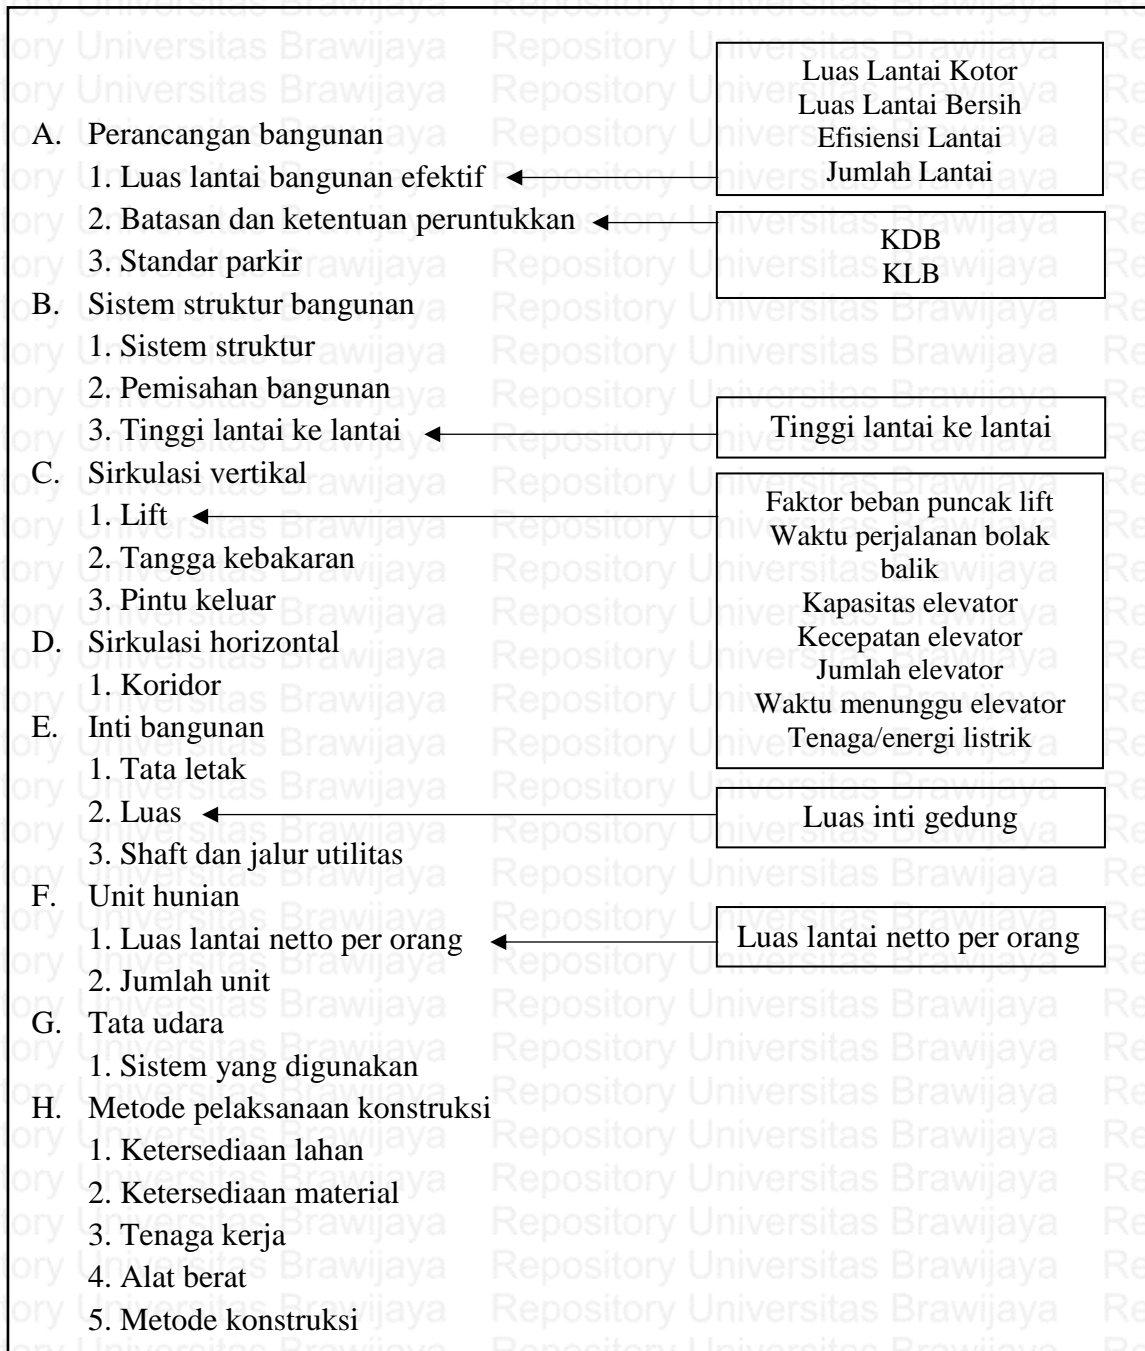 Luas Lantai Kotor
Luas Lantai Bersih
Efisiensi Lantai
Jumlah Lantai
A. Perancangan bangunan
1. Luas lantai bangunan efektif
2. Batasan dan ketentuan peruntukkan
KDB
KLB
3. Standar parkir
B. Sistem struktur bangunan
1. Sistem struktur
2. Pemisahan bangunan
3. Tinggi lantai ke lantai
Tinggi lantai ke lantai
C. Sirkulasi vertikal
1. Lift
Faktor beban puncak lift
Waktu perjalanan bolak
balik
Kapasitas elevator
Kecepatan elevator
Jumlah elevator
Waktu menunggu elevator
Tenaga/energi listrik
2. Tangga kebakaran
3. Pintu keluar
D. Sirkulasi horizontal
1. Koridor
E. Inti bangunan
1. Tata letak
2. Luas
Luas inti gedung
3. Shaft dan jalur utilitas
F. Unit hunian
1. Luas lantai netto per orang
Luas lantai netto per orang
2. Jumlah unit
G. Tata udara
1. Sistem yang digunakan
H. Metode pelaksanaan konstruksi
1. Ketersediaan lahan
2. Ketersediaan material
3. Tenaga kerja
4. Alat berat
5. Metode konstruksi